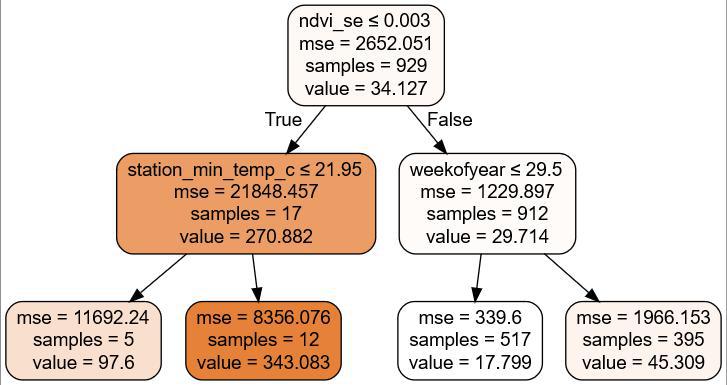 ndvi_se ≤ 0.003
mse = 2652.051
samples = 929
value = 34.127
True
False
station_min_temp_c ≤ 21.95
mse = 21848.457
samples = 17
value = 270.882
weekofyear ≤ 29.5
mse = 1229.897
samples = 912
value = 29.714
mse = 11692.24
samples = 5
value = 97.6
mse = 8356.076
samples = 12
value = 343.083
mse = 339.6
samples = 517
value = 17.799
mse = 1966.153
samples = 395
value = 45.309